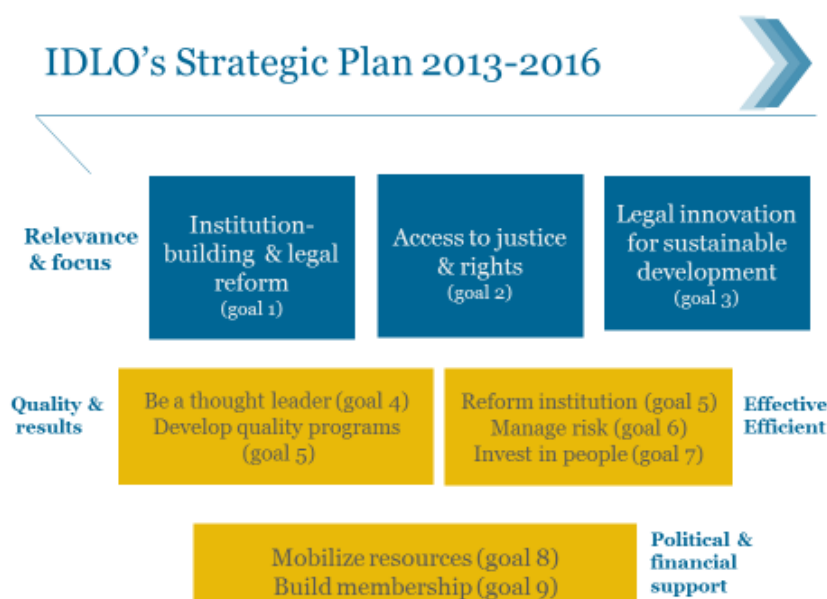 IDLO's Strategic Plan 2013-2016
Relevance
& focus
Institution-
building & legal
reform
(goal 1)
Access to justice
& rights
(goal 2)
Legal innovation
for sustainable
development
(goal 3)
Quality &
results
Be a thought leader (goal 4)
Develop quality programs
(goal 5)
Reform institution (goal 5)
Manage risk (goal 6)
Invest in people (goal 7)
Effective
Efficient
Mobilize resources (goal 8)
Build membership (goal 9)
Political &
financial
support